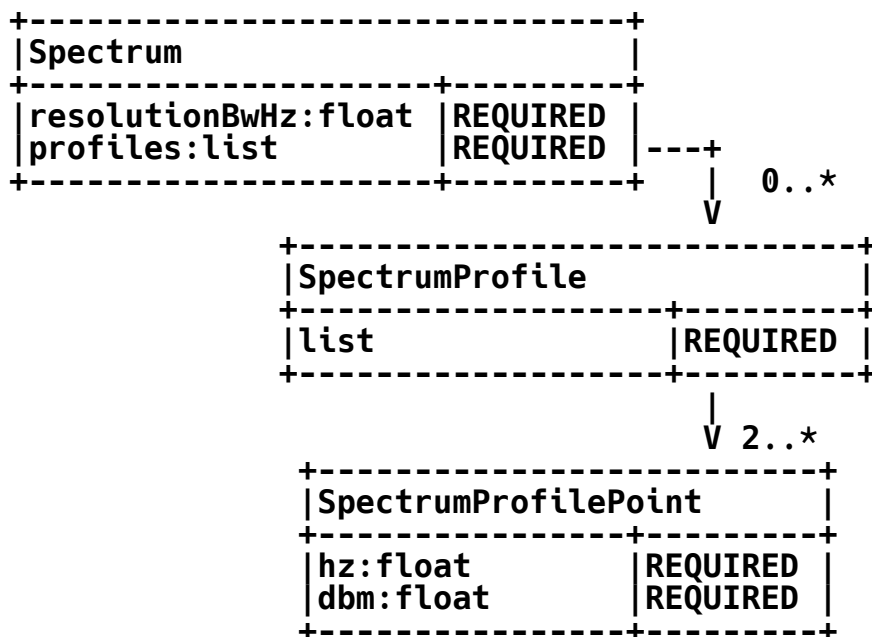 +--------------------------------+
|Spectrum                        |
+----------------------+---------+
|resolutionBwHz:float  |REQUIRED |
|profiles:list         |REQUIRED |---+
+----------------------+---------+   |  0..*
                                     V
              +-----------------------------+
              |SpectrumProfile              |
              +-------------------+---------+
              |list               |REQUIRED |
              +-------------------+---------+
                                    |
                                    V 2..*
               +---------------------------+
               |SpectrumProfilePoint       |
               +-----------------+---------+
               |hz:float         |REQUIRED |
               |dbm:float        |REQUIRED |
               +-----------------+---------+